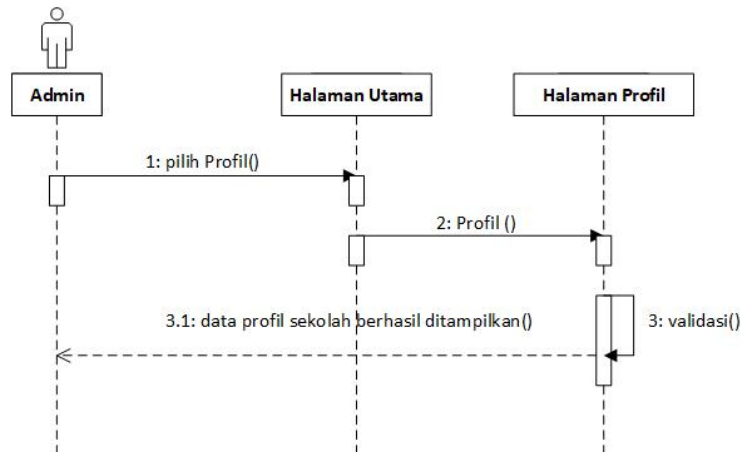 Admin
Halaman Utama
Halaman Profil
1: pilih Profil()
2: Profil ()
3.1: data profil sekolah berhasil ditampilkan()
3: validasi()